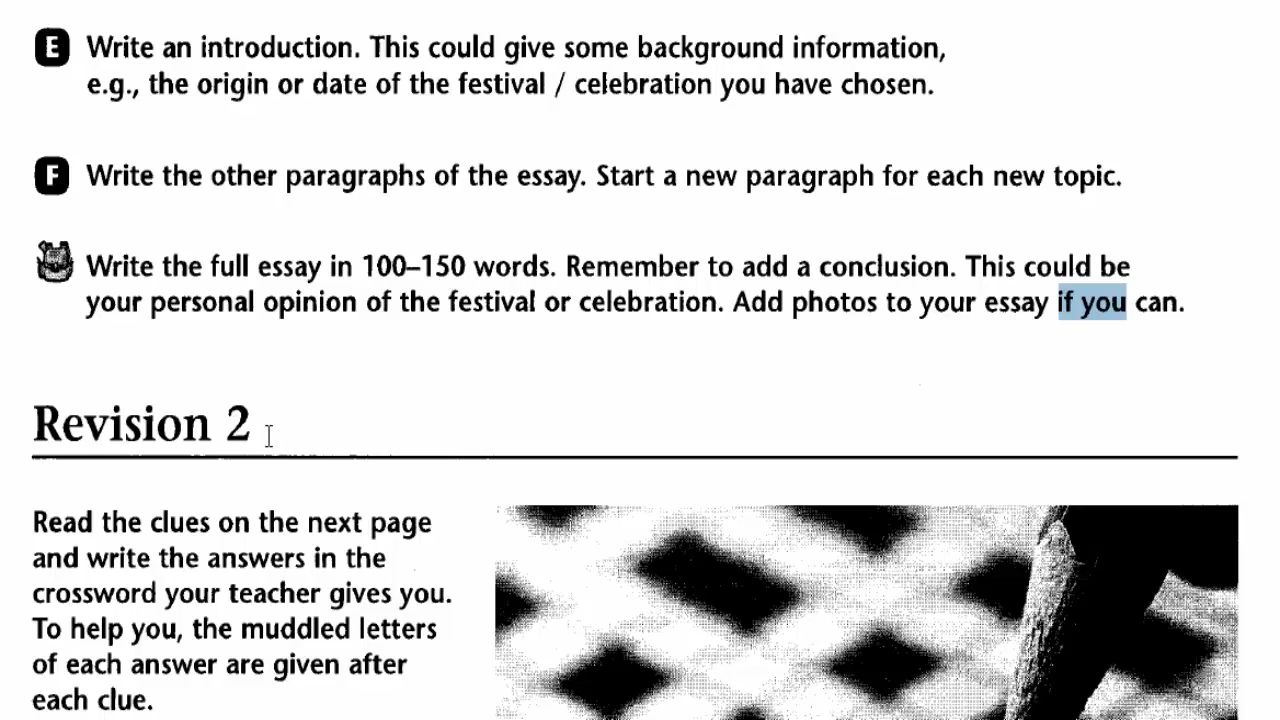 E Write an introduction. This could give some background information,
e.g., the origin or date of the festival / celebration you have chosen.
F Write the other paragraphs of the essay. Start a new paragraph for each new topic.
Write the full essay in 100–150 words. Remember to add a conclusion. This could be
your personal opinion of the festival or celebration. Add photos to your essay if you can.
Revision 2
Read the clues on the next page
and write the answers in the
crossword your teacher gives you.
To help you, the muddled letters
of each answer are given after
each clue.